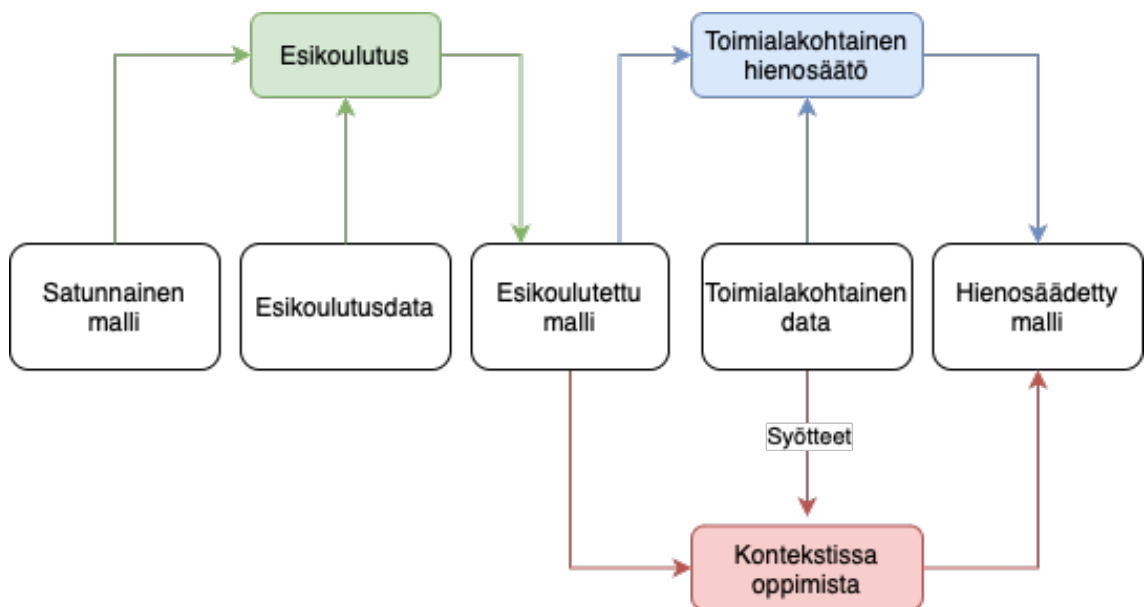 Esikoulutus
Toimialakohtainen
hienosäätö
Satunnainen
malli
Esikoulutusdata
Esikoulutettu
malli
Toimialakohtainen
data
Hienosäädetty
malli
Syötteet
Kontekstissa
oppimista